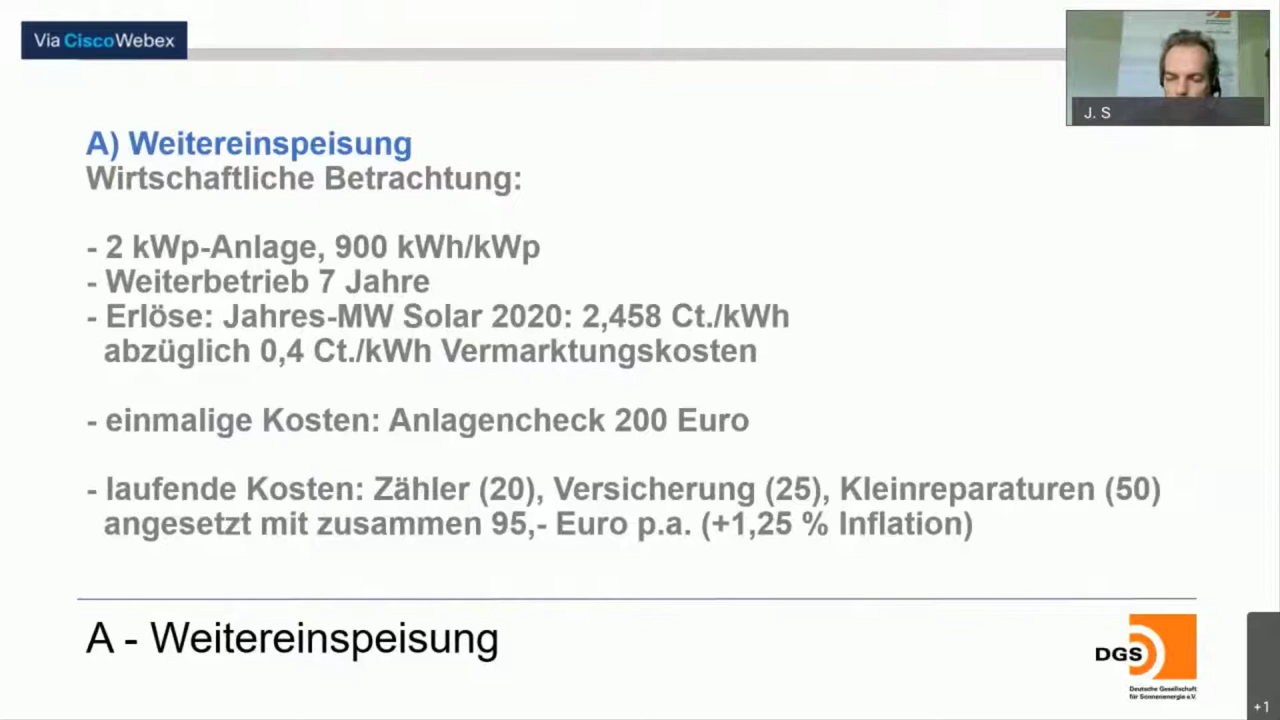 Via CiscoWebex
J. S
A) Weitereinspeisung
Wirtschaftliche Betrachtung:
- 2 kWp-Anlage, 900 kWh/kWp
- Weiterbetrieb 7 Jahre
- Erlöse: Jahres-MW Solar 2020: 2,458 Ct./kWh
abzüglich 0,4 Ct./kWh Vermarktungskosten
- einmalige Kosten: Anlagencheck 200 Euro
- laufende Kosten: Zähler (20), Versicherung (25), Kleinreparaturen (50)
angesetzt mit zusammen 95,- Euro p.a. (+1,25 % Inflation)
A - Weitereinspeisung
DGS
Deutsche Gesellschaft
für Sonnenenergie e.V.
+1